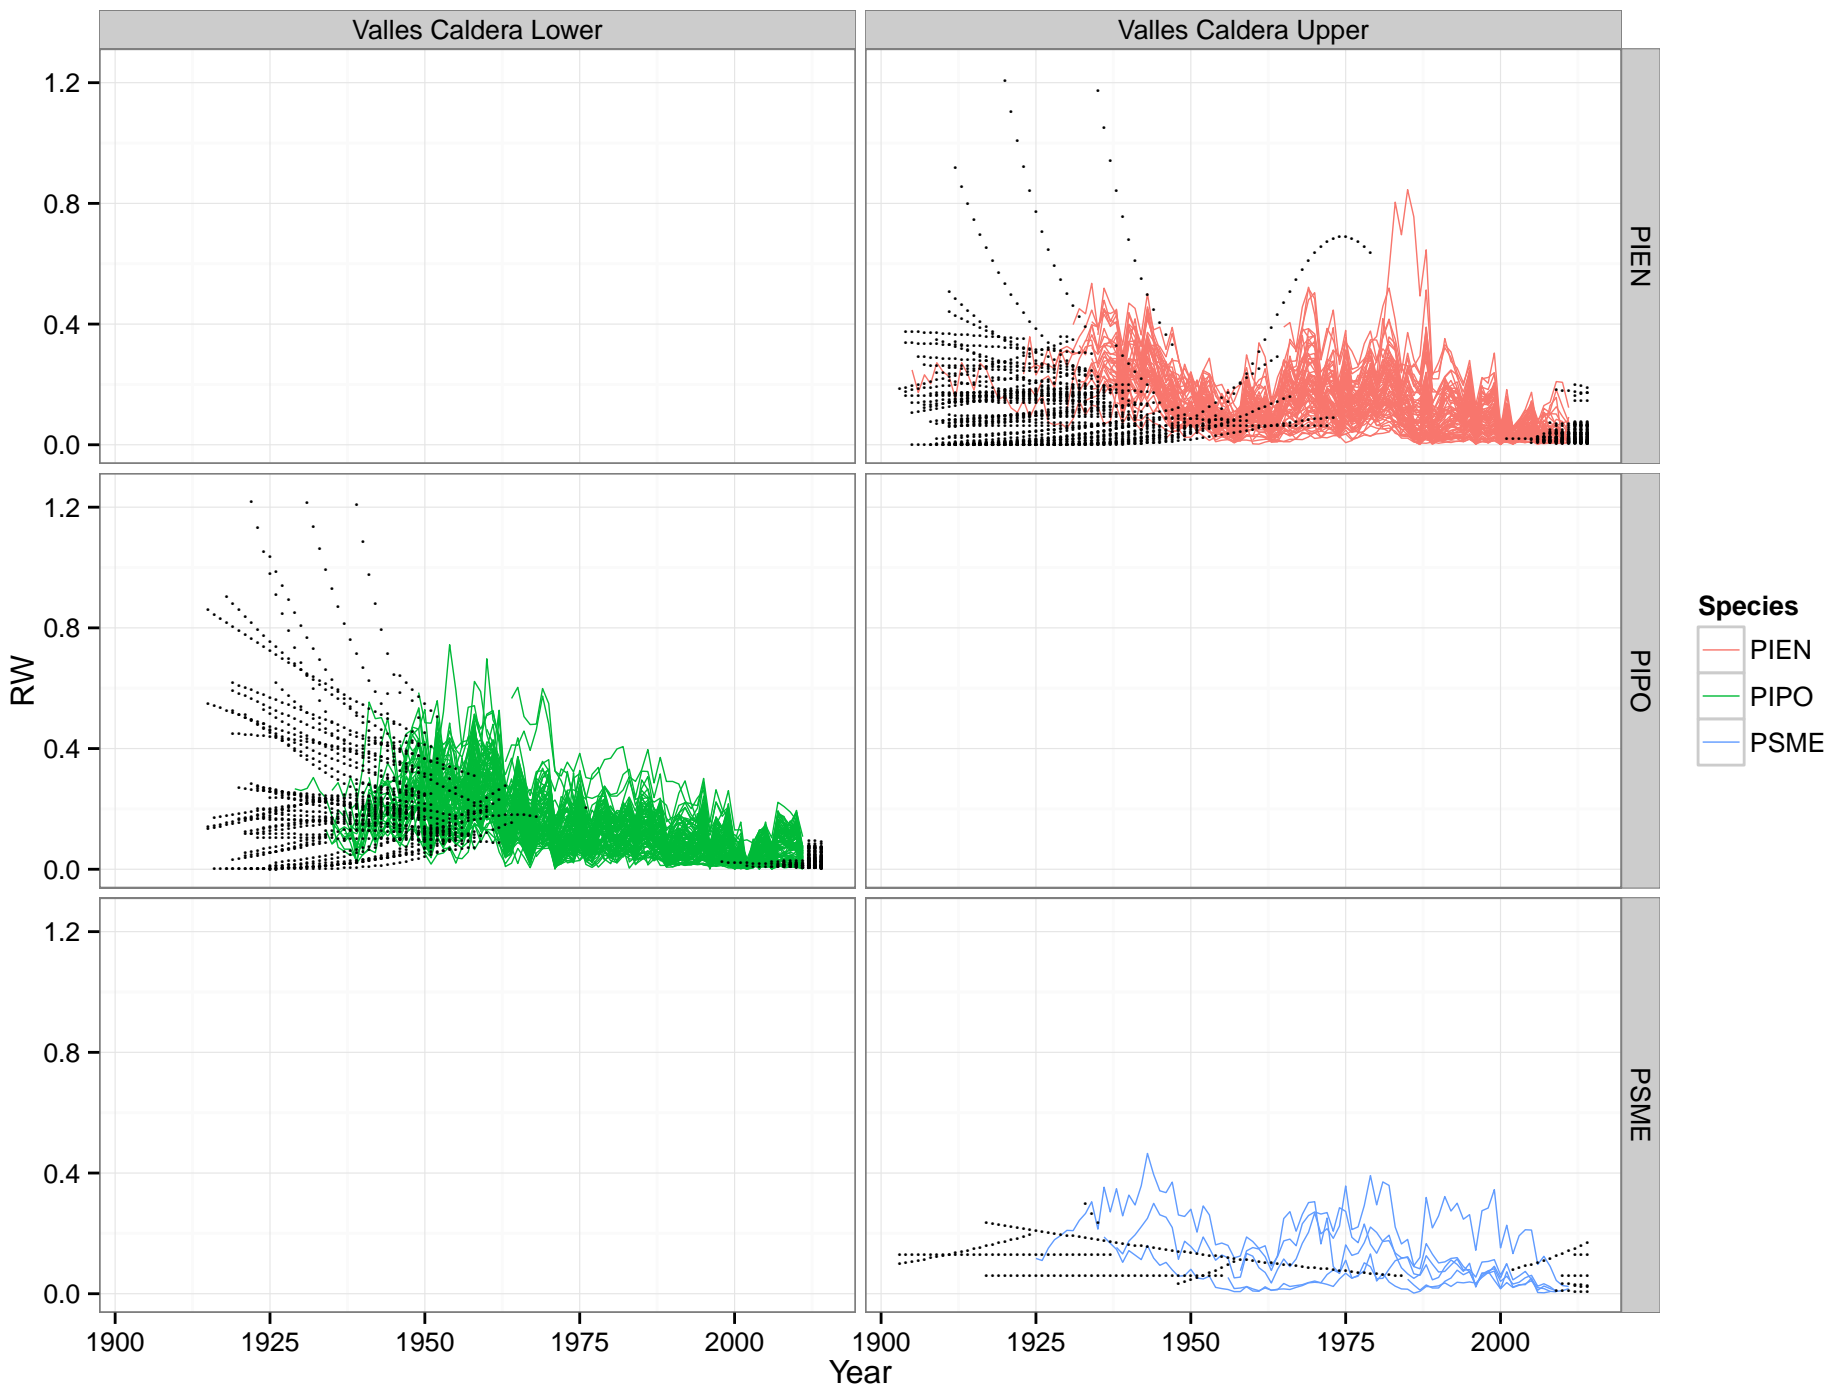 Valles Caldera Lower
Valles Caldera Upper
1.2
0.8
0.4
0.0
PIEN
1.2
0.8
0.4
0.0
PIPO
1.2
0.8
0.4
0.0
PSME
RW
1900 1925 1950 1975 2000
1900 1925 1950 1975 2000
Year
Species
PIEN
PIPO
PSME